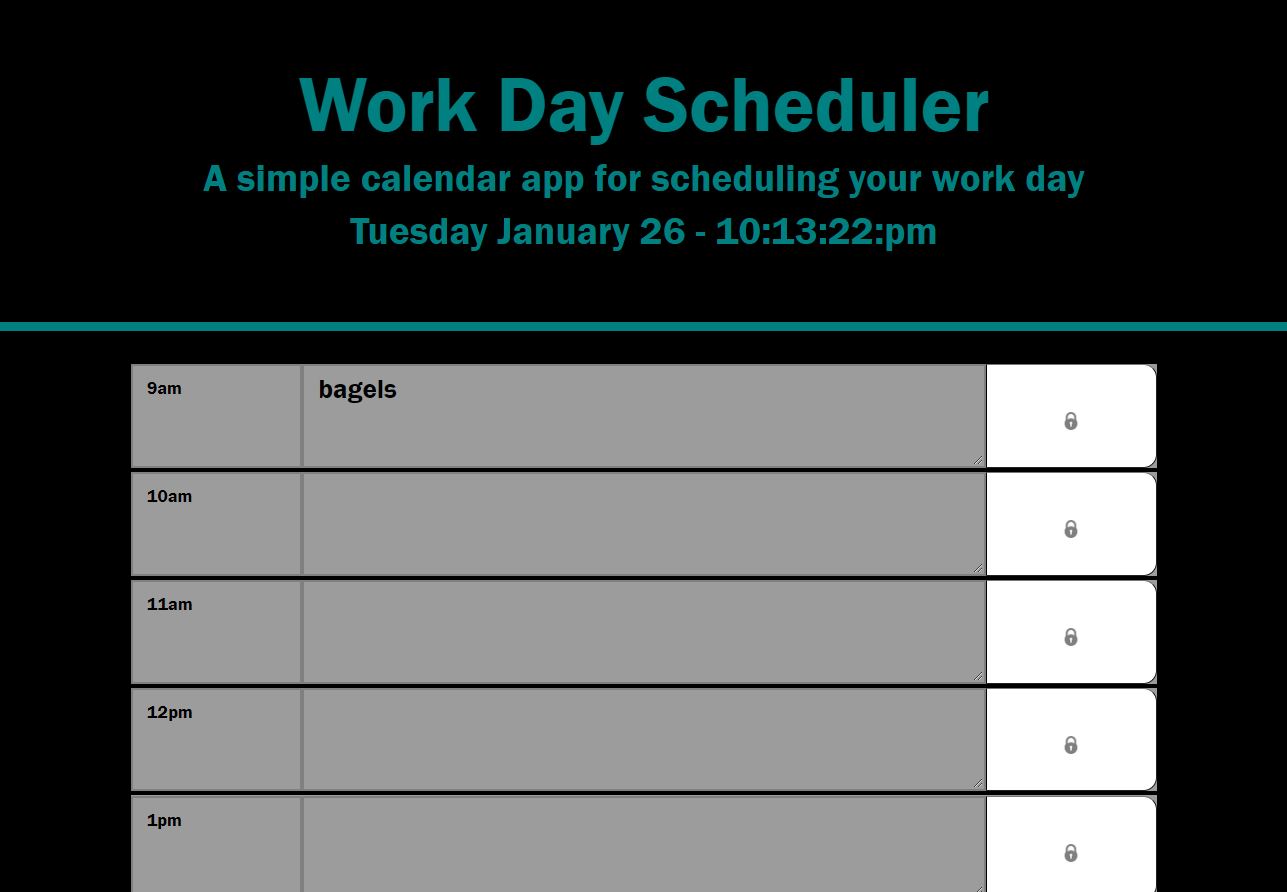 Work Day Scheduler
A simple calendar app for scheduling your work day
Tuesday January 26 - 10:13:22:pm
9am
bagels
10am
11am
12pm
1pm